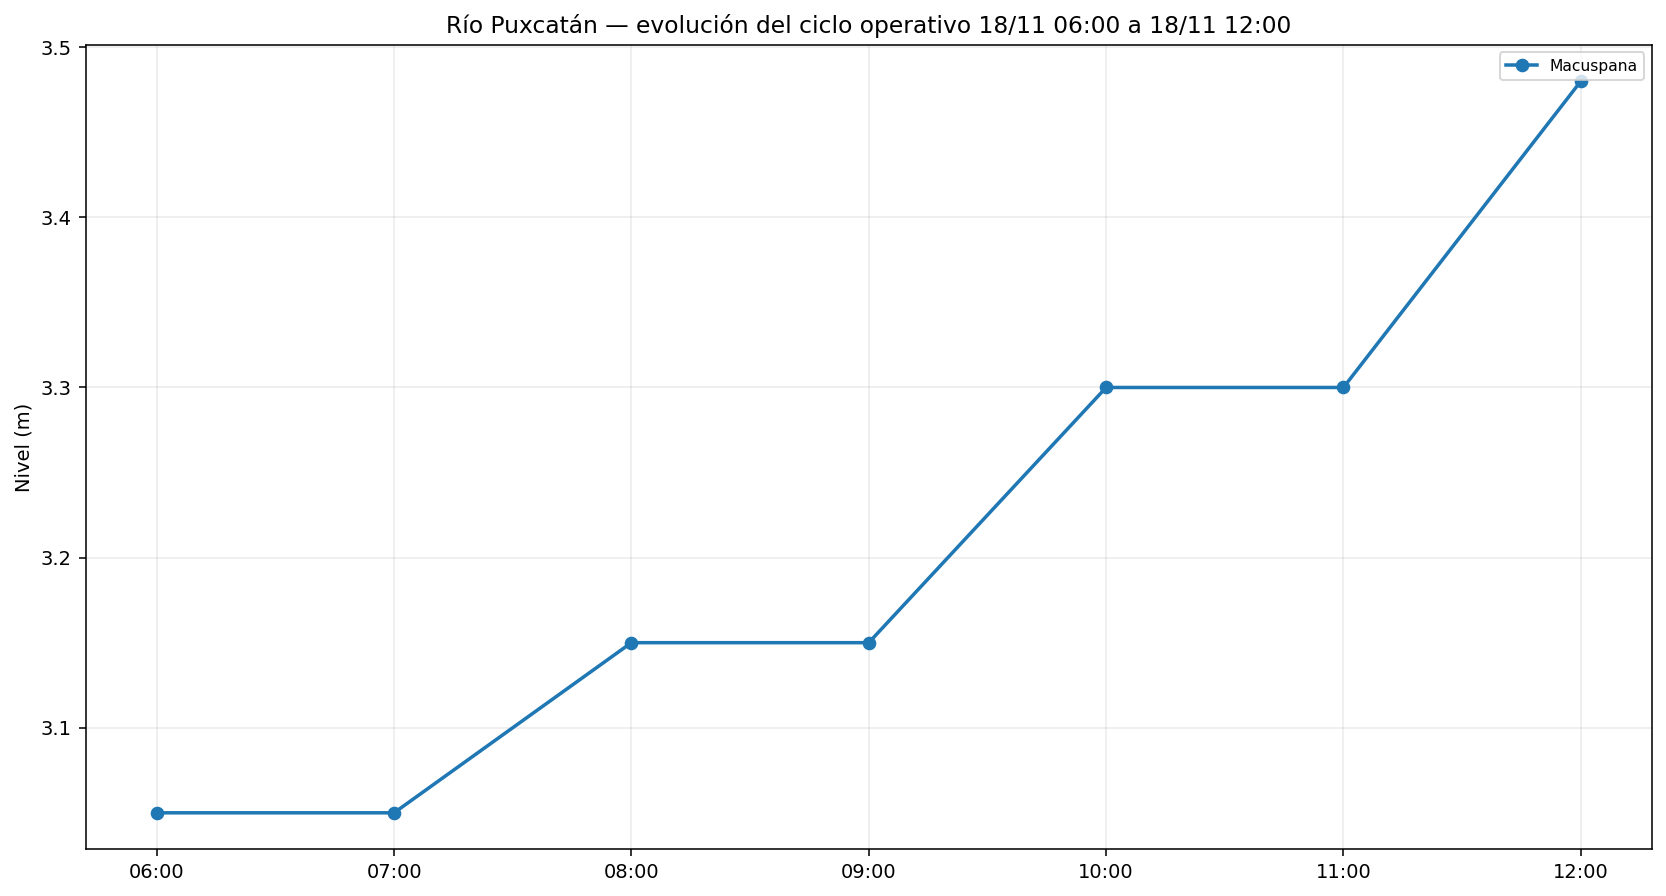 Río Puxcatán — evolución del ciclo operativo 18/11 06:00 a 18/11 12:00
Macuspana
Nivel (m)
3.5
3.4
3.3
3.2
3.1
06:00 07:00 08:00 09:00 10:00 11:00 12:00